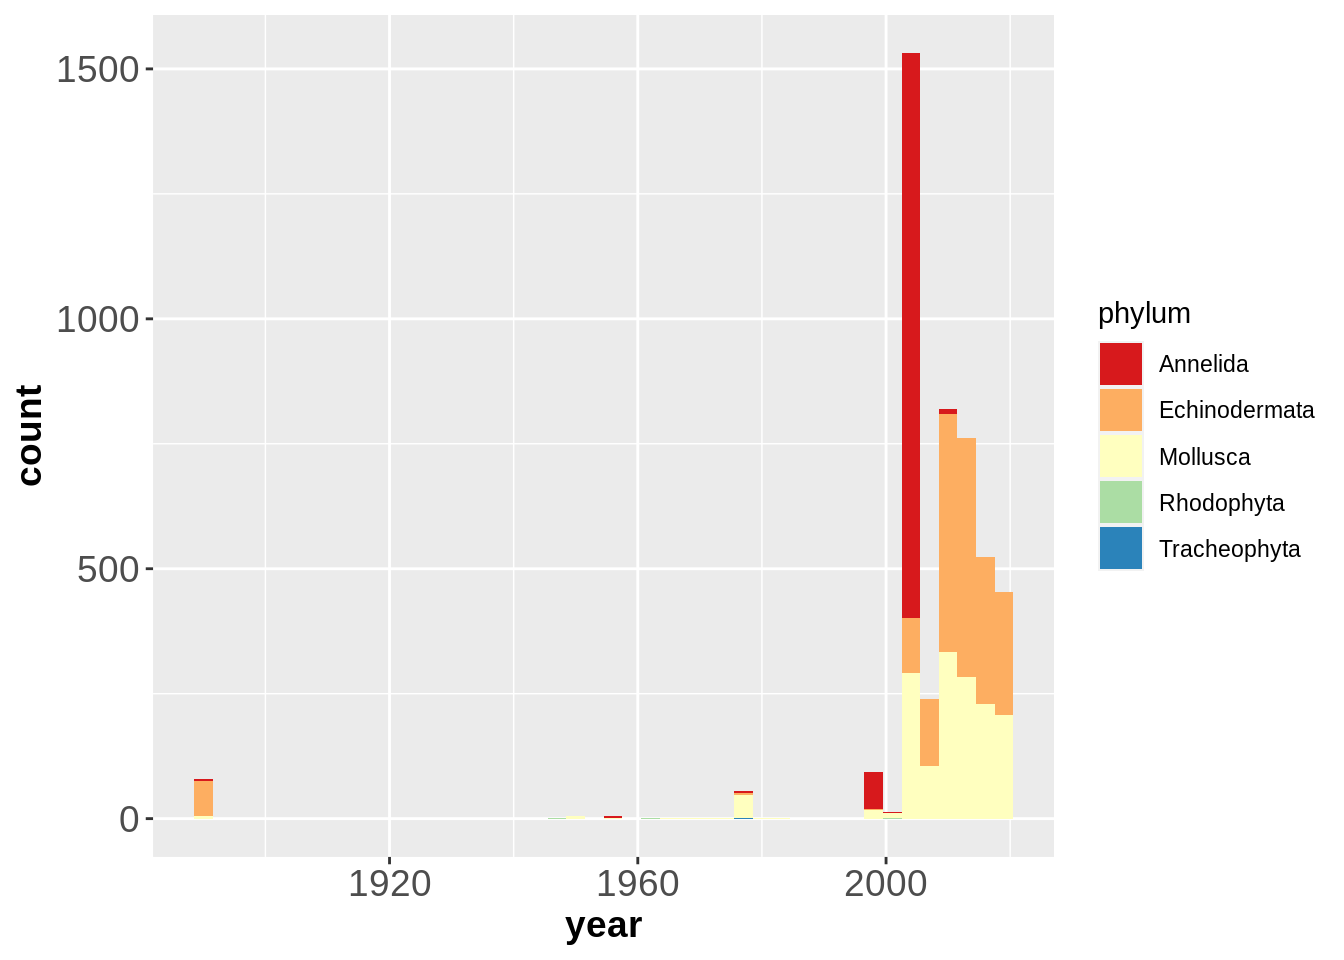 1500
1000
500
0
count
1920
1960
2000
year
phylum
Annelida
Echinodermata
Mollusca
Rhodophyta
Tracheophyta